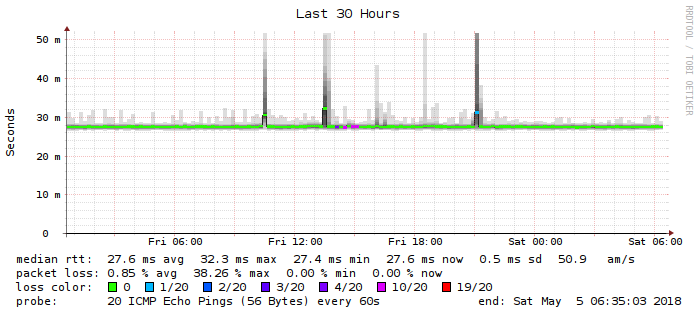 Last 30 Hours
RRDTOOL / TOBI OETIKER
Seconds
50 m
40 m
30 m
20 m
10 m
0
Fri 06:00 Fri 12:00 Fri 18:00 Sat 00:00 Sat 06:00
median rtt: 27.6 ms avg 32.3 ms max 27.4 ms min 27.6 ms now 0.5 ms sd 50.9 am/s
packet loss: 0.85 % avg 38.26 % max 0.00 % min 0.00 % now
loss color: 0 1/20 2/20 3/20 4/20 10/20 19/20
probe: 20 ICMP Echo Pings (56 Bytes) every 60s end: Sat May 5 06:35:03 2018